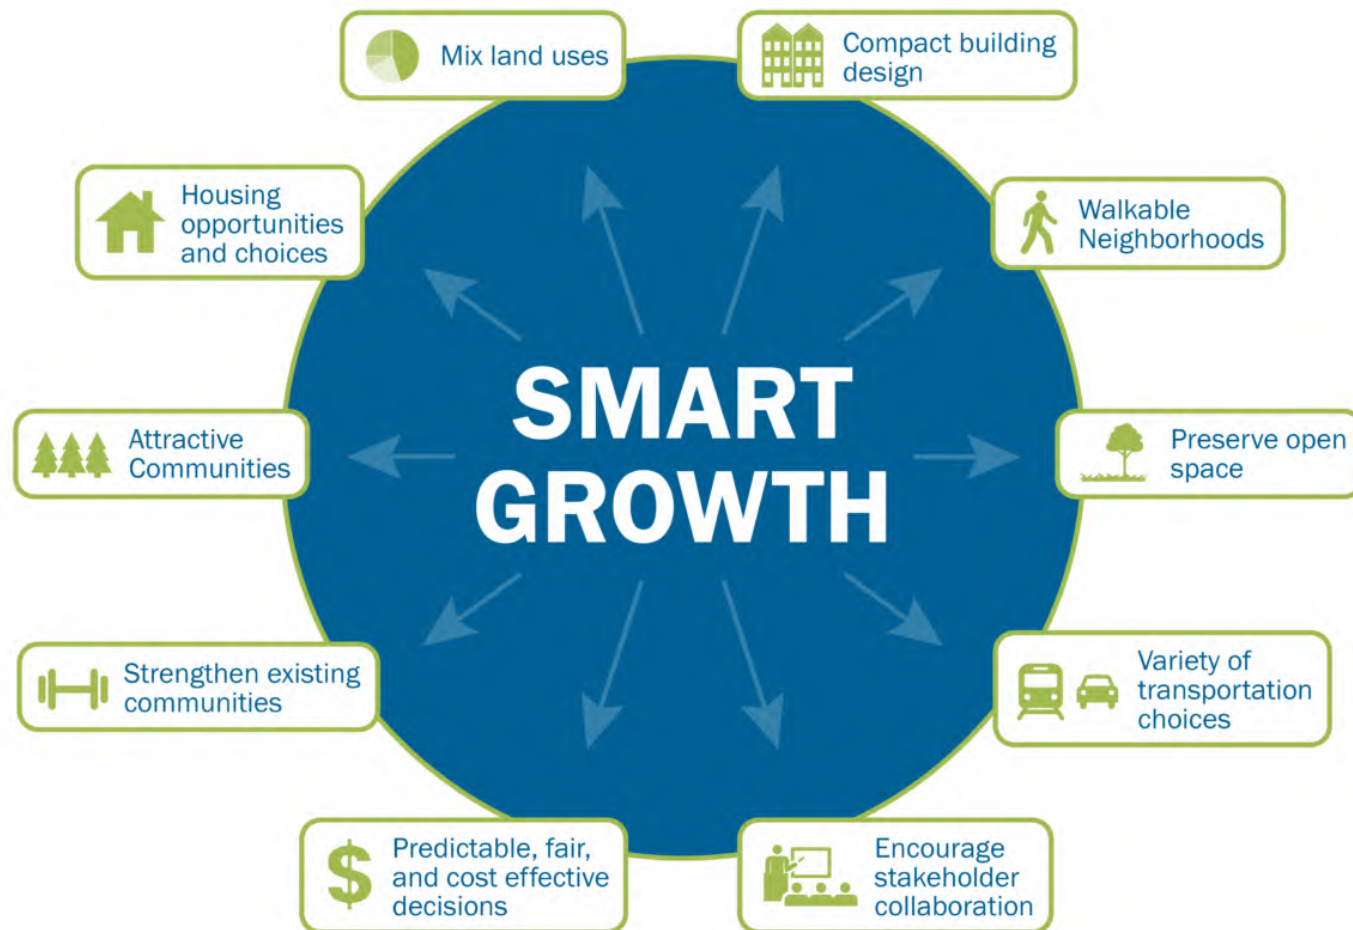 Mix land uses
Compact building
design
Housing
opportunities
and choices
Walkable
Neighborhoods
SMART
GROWTH
Attractive
Communities
Preserve open
space
Strengthen existing
communities
Variety of
transportation
choices
Predictable, fair,
and cost effective
decisions
Encourage
stakeholder
collaboration